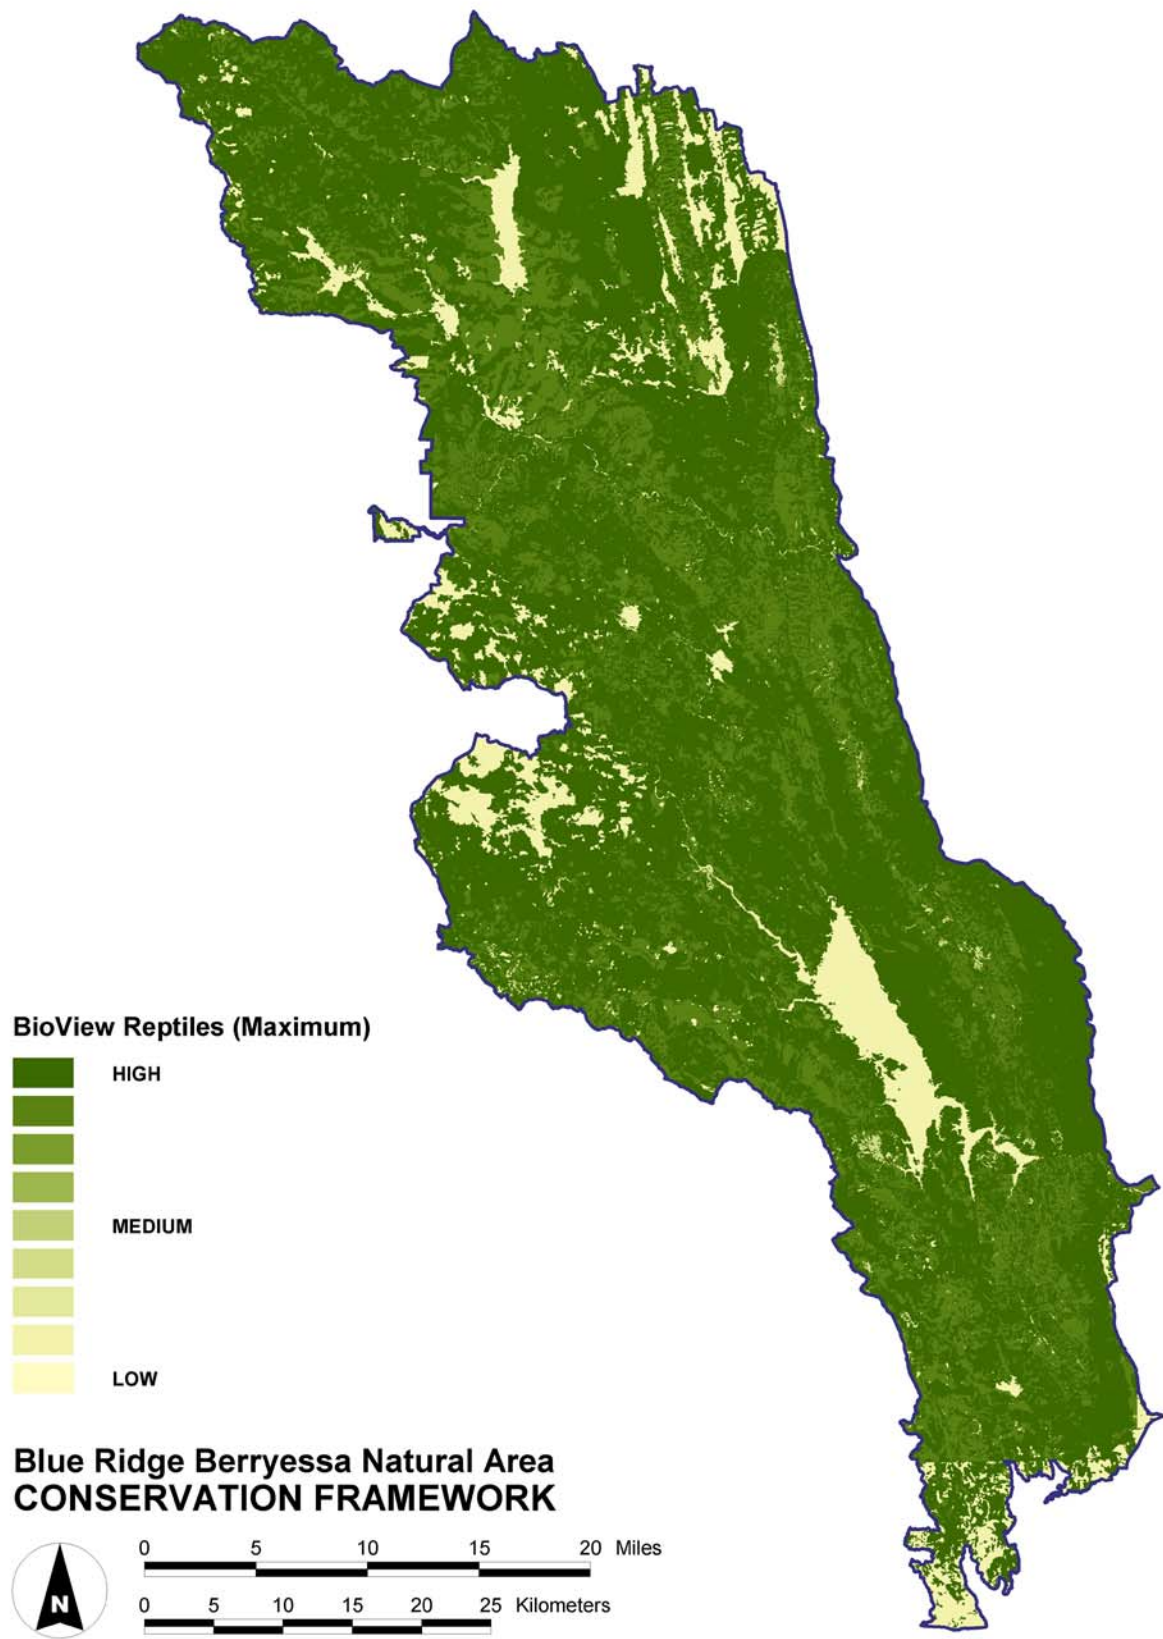 BioView Reptiles (Maximum)
HIGH
MEDIUM
LOW
Blue Ridge Berryessa Natural Area
CONSERVATION FRAMEWORK
0 5 10 15 20 Miles
0 5 10 15 20 25 Kilometers
N